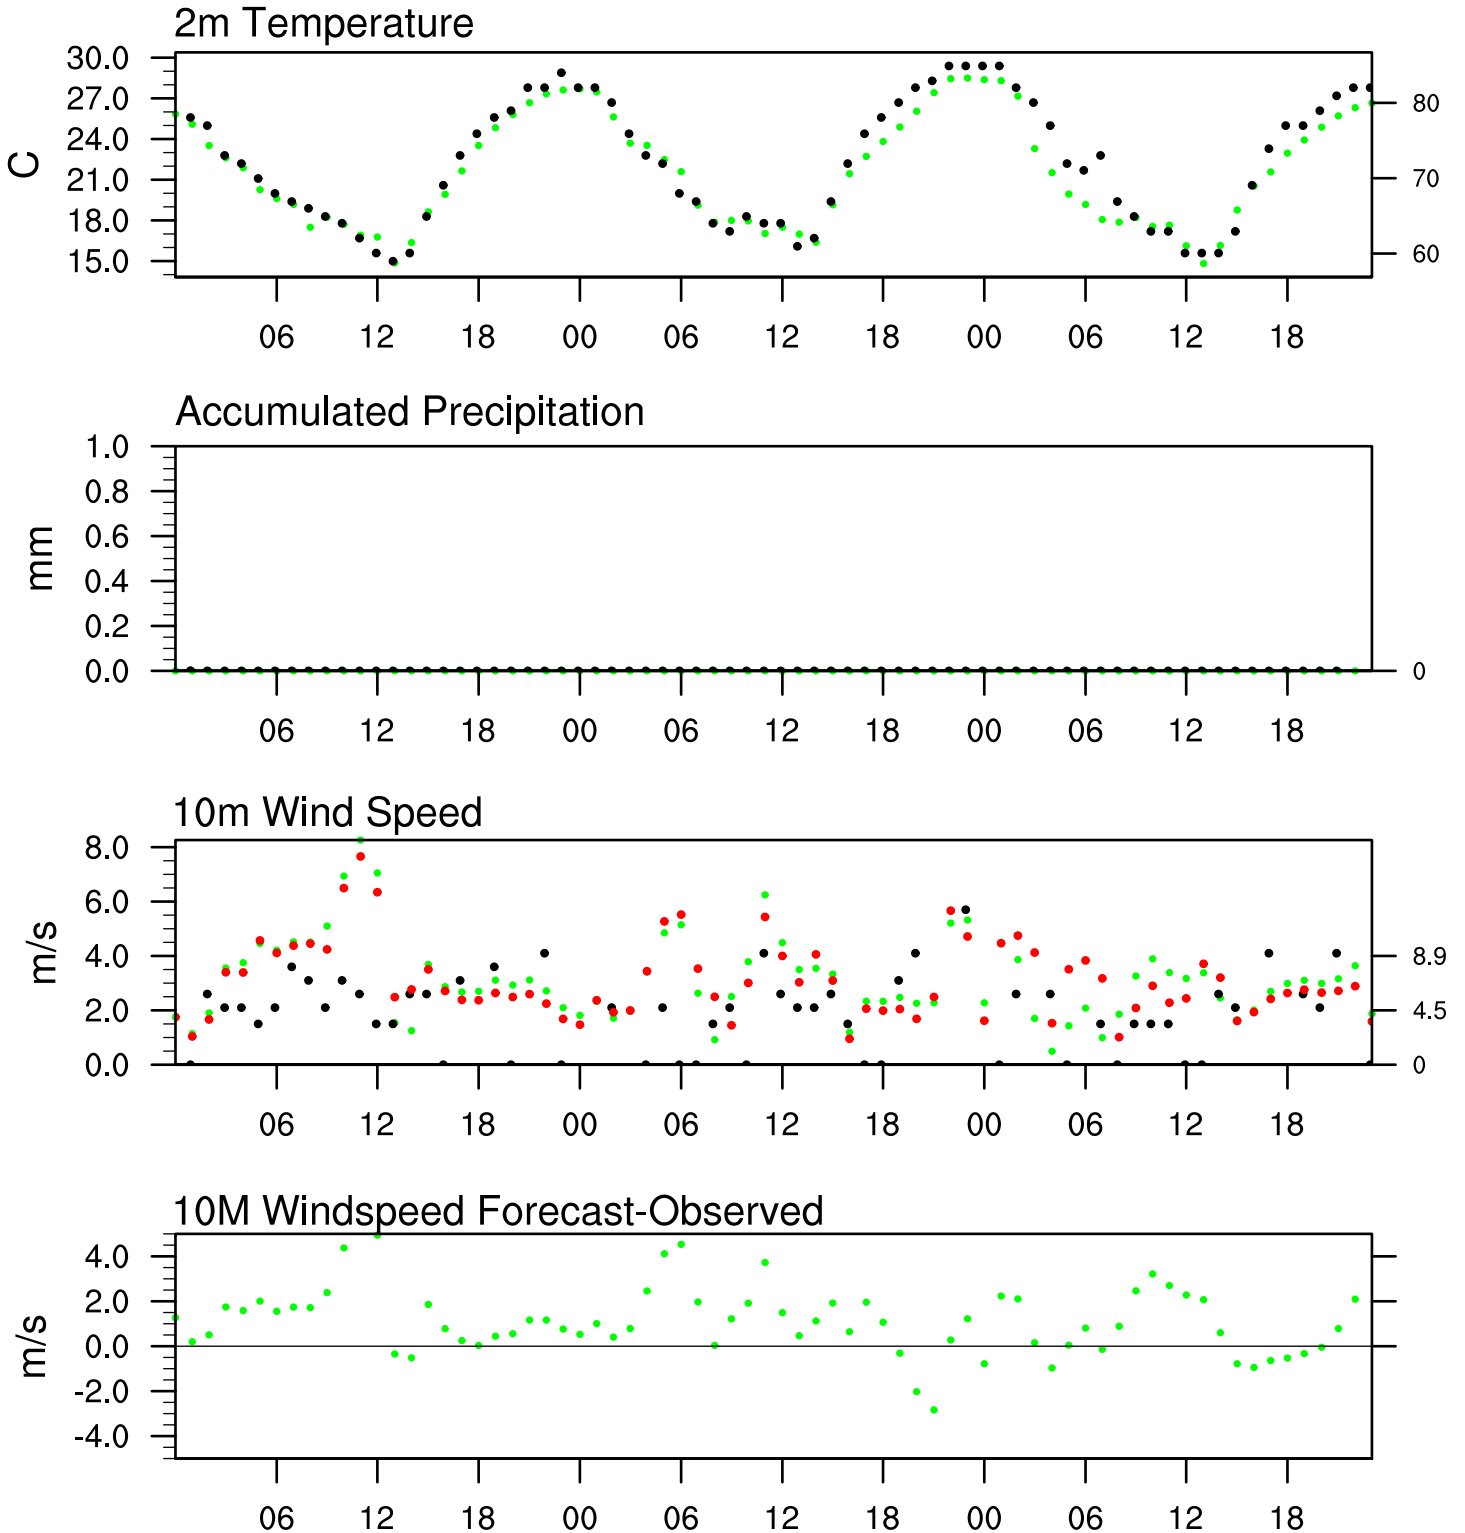 2m Temperature
C
30.0
27.0
24.0
21.0
18.0
15.0
80
70
60
06 12 18 00 06 12 18 00 06 12 18
Accumulated Precipitation
mm
1.0
0.8
0.6
0.4
0.2
0.0
0
06 12 18 00 06 12 18 00 06 12 18
10m Wind Speed
m/s
8.0
6.0
4.0
2.0
0.0
8.9
4.5
0
06 12 18 00 06 12 18 00 06 12 18
10M Windspeed Forecast-Observed
m/s
4.0
2.0
0.0
-2.0
-4.0
06 12 18 00 06 12 18 00 06 12 18